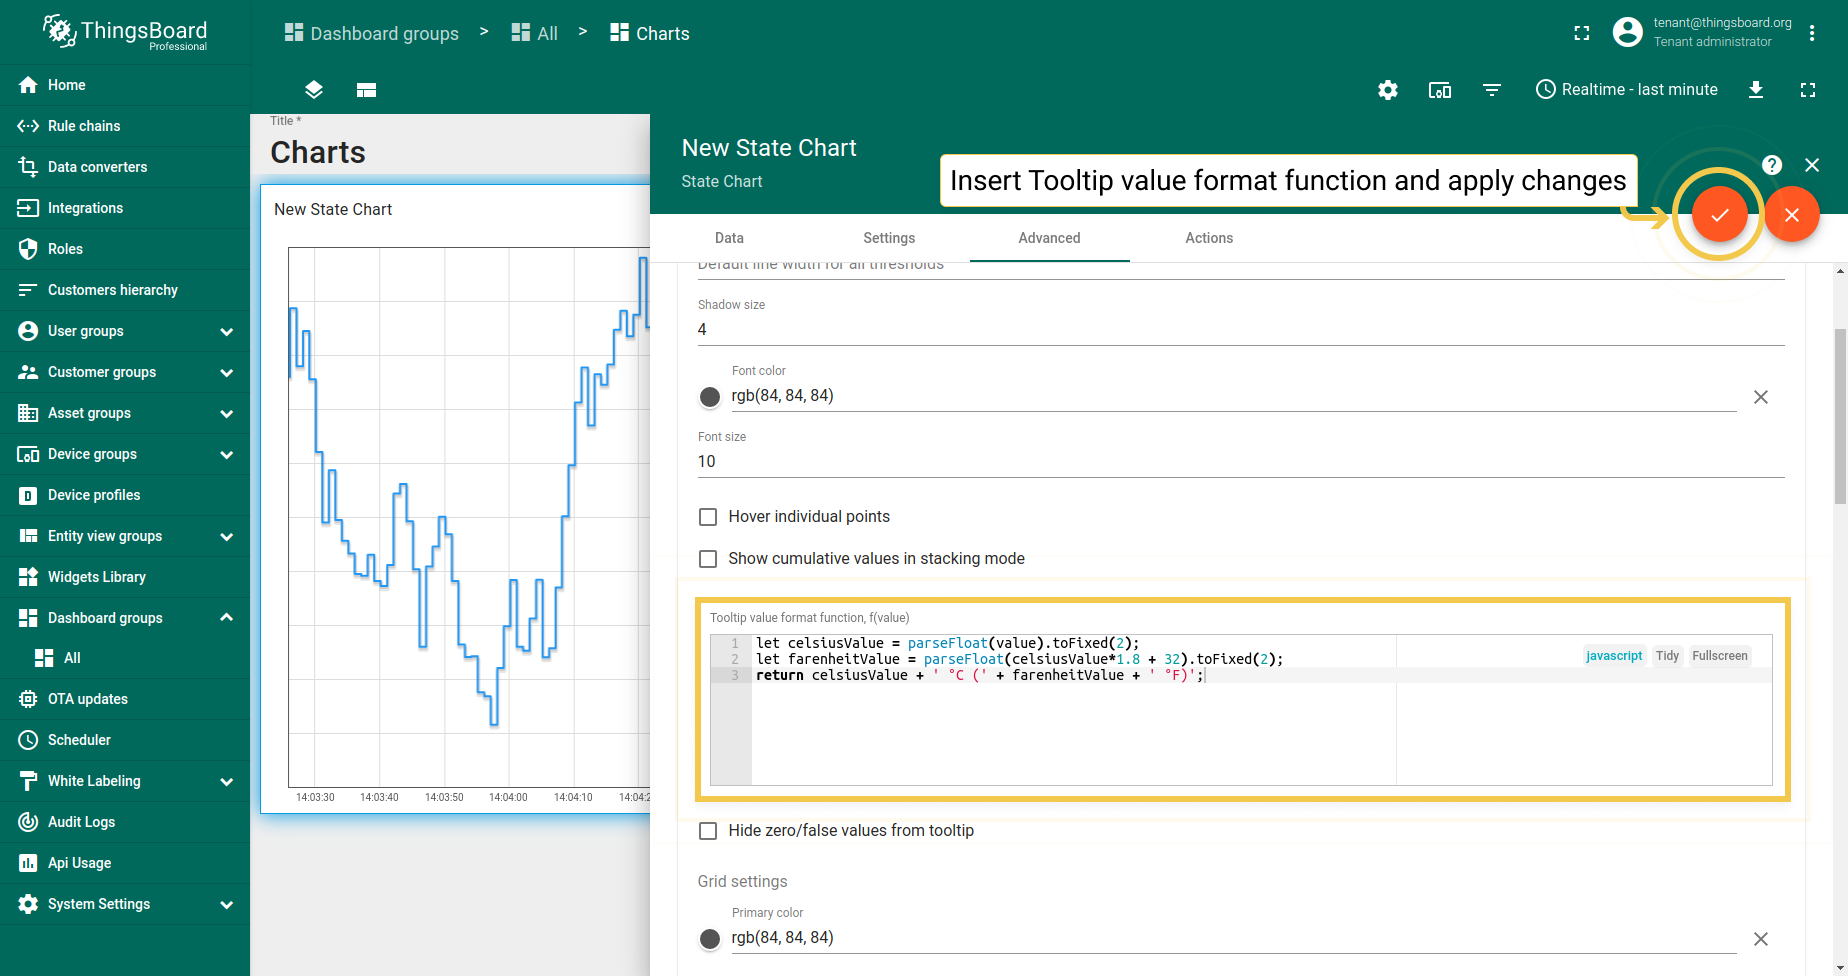 ThingsBoard
Professional
Dashboard groups > All > Charts
tenant@thingsboard.org
Tenant administrator
Realtime - last minute
Home
Rule chains
Data converters
Integrations
Roles
Customers hierarchy
User groups
Customer groups
Asset groups
Device groups
Device profiles
Entity view groups
Widgets Library
Dashboard groups
All
OTA updates
Scheduler
White Labeling
Audit Logs
Api Usage
System Settings
Title *
Charts
New State Chart
14:03:30 14:03:40 14:03:50 14:04:00 14:04:10 14:04:2
New State Chart
State Chart
Insert Tooltip value format function and apply changes
Data Settings Advanced Actions
Default line width for all thresholds
Shadow size
4
Font color
rgb(84, 84, 84)
Font size
10
Hover individual points
Show cumulative values in stacking mode
Tooltip value format function, f(value)
javascript Tidy Fullscreen
1 let celsiusValue = parseFloat(value).toFixed(2);
2 let farenheitValue = parseFloat(celsiusValue*1.8 + 32).toFixed(2);
3 return celsiusValue + ' °C (' + farenheitValue + ' °F)';
Hide zero/false values from tooltip
Grid settings
Primary color
rgb(84, 84, 84)